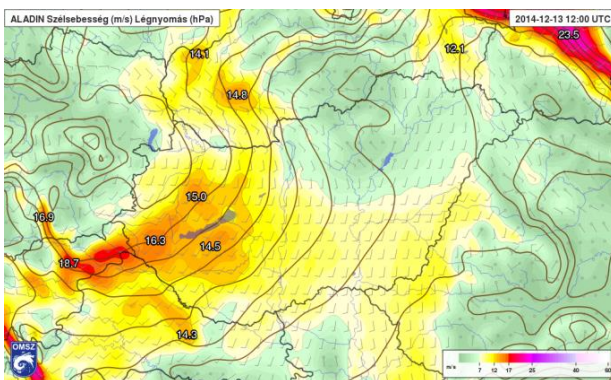 ALADIN Szélsebesség (m/s) Légnyomás (hPa)
2014-12-13 12:00 UTC
14.1
12.1
23.5
14.8
15.0
16.9
16.3
14.5
18.7
14.3
OMSZ
m/s 7 12 17 25 40 60